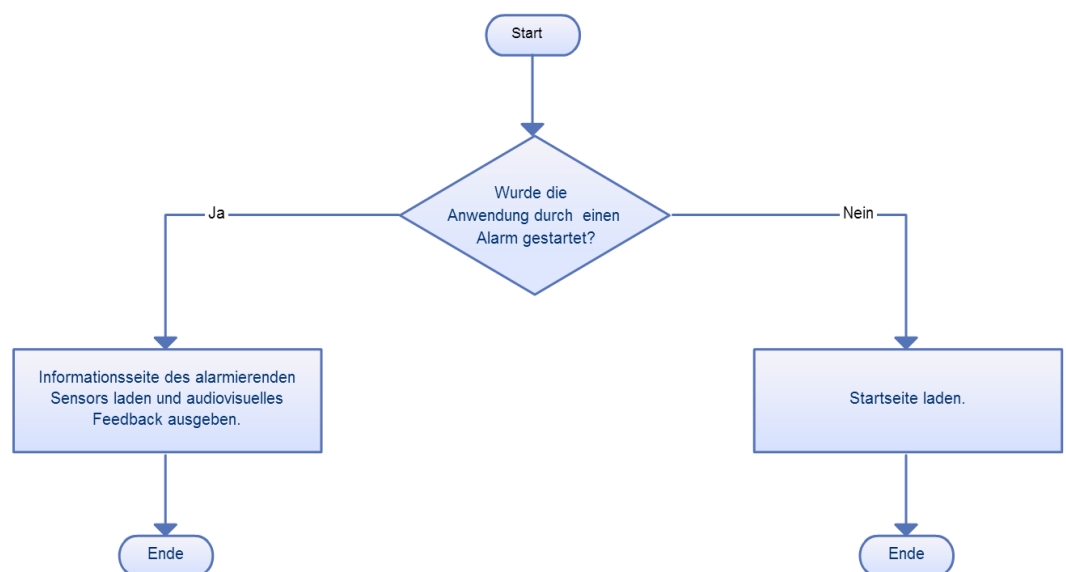 Start
Wurde die
Anwendung durch einen
Alarm gestartet?
Ja
Nein
Informationsseite des alarmierenden
Sensors laden und audiovisuelles
Feedback ausgeben.
Startseite laden.
Ende
Ende